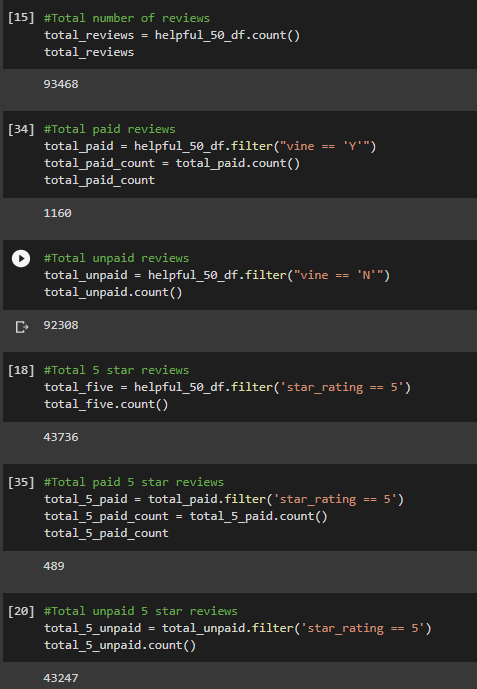 [15] #Total number of reviews
total_reviews = helpful_50_df.count()
total_reviews
93468
[34] #Total paid reviews
total_paid = helpful_50_df.filter("vine == 'Y'")
total_paid_count = total_paid.count()
total_paid_count
1160
#Total unpaid reviews
total_unpaid = helpful_50_df.filter("vine == 'N'")
total_unpaid.count()
92308
[18] #Total 5 star reviews
total_five = helpful_50_df.filter('star_rating == 5')
total_five.count()
43736
[35] #Total paid 5 star reviews
total_5_paid = total_paid.filter('star_rating == 5')
total_5_paid_count = total_5_paid.count()
total_5_paid_count
489
[20] #Total unpaid 5 star reviews
total_5_unpaid = total_unpaid.filter('star_rating == 5')
total_5_unpaid.count()
43247